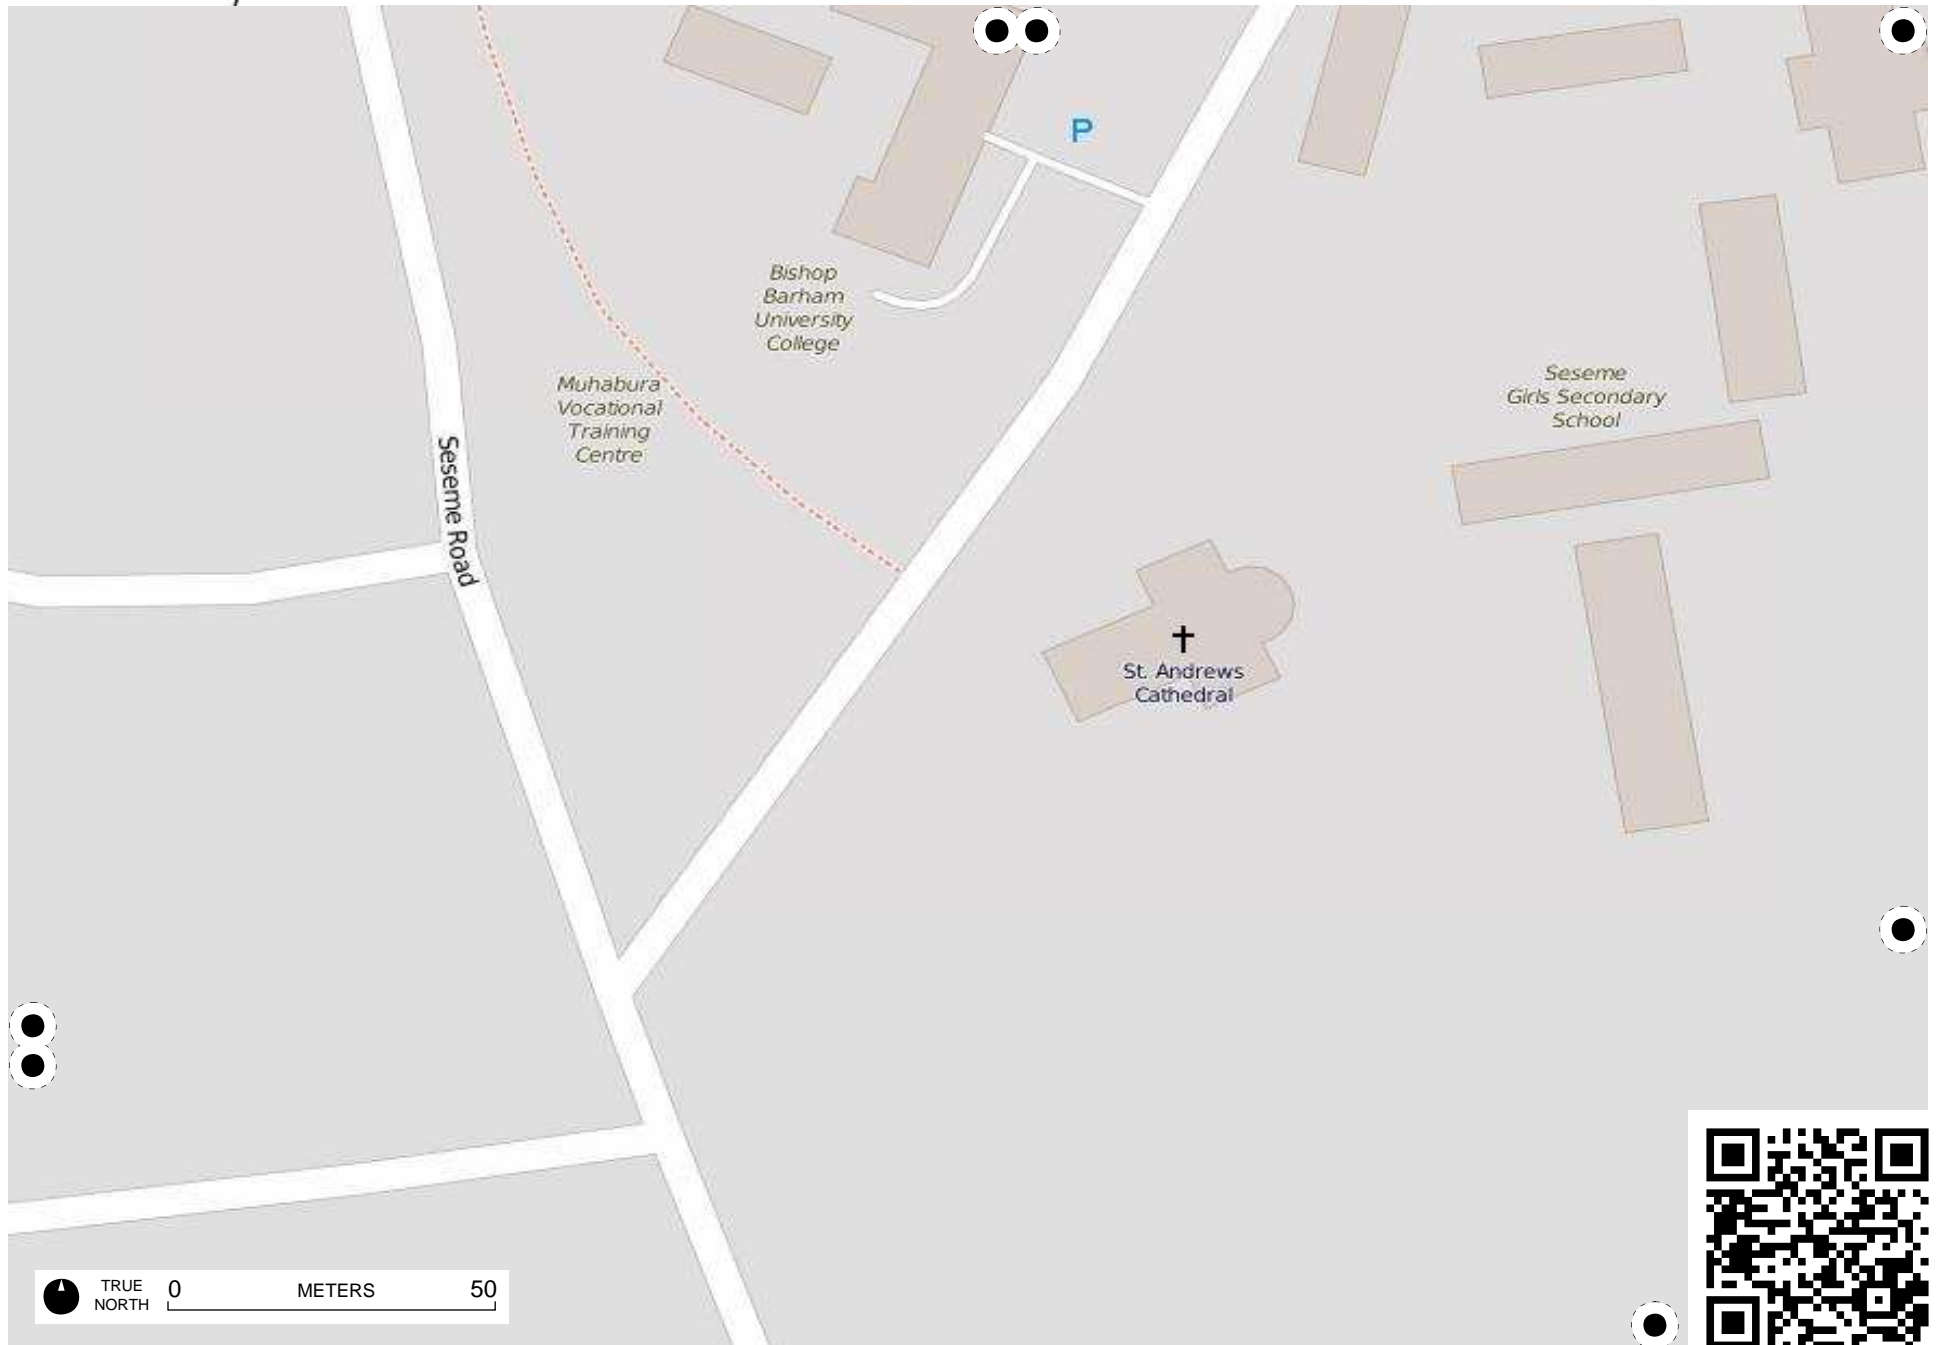 P
Bishop
Barham
University
College
Muhabura
Vocational
Training
Centre
Seseme
Girls Secondary
School
Seseme Road
St. Andrews
Cathedral
TRUE
NORTH
0 METERS 50